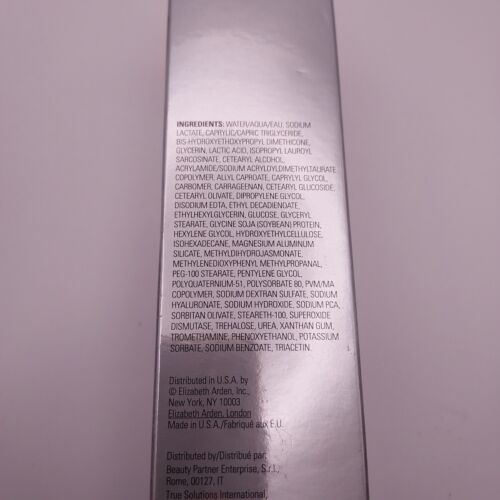 INGREDIENTS: WATER/AQUA/EAU, SODIUM
LACTATE, CAPRYLIC/CAPRIC TRIGLYCERIDE,
BIS-HYDROXYETHOXYPROPYL DIMETHICONE,
GLYCERIN, LACTIC ACID, ISOPROPYL LAUROYL
SARCOSINATE, CETEARYL ALCOHOL,
ACRYLAMIDE/SODIUM ACRYLOYLDIMETHYLTAURATE
COPOLYMER, ALLYL CAPROATE, CAPRYLYL GLYCOL,
CARBOMER, CARRAGEENAN, CETEARYL GLUCOSIDE,
CETEARYL OLIVATE, DIPROPYLENE GLYCOL,
DISODIUM EDTA, ETHYL DECADIENOATE,
ETHYLHEXYLGLYCERIN, GLUCOSE, GLYCERYL
STEARATE, GLYCINE SOJA (SOYBEAN) PROTEIN,
HEXYLENE GLYCOL, HYDROXYETHYLCELLULOSE,
ISOHEXADECANE, MAGNESIUM ALUMINUM
SILICATE, METHYLDIHYDROJASMONATE,
METHYLENEDIOXYPHENYL METHYLPROPANAL,
PEG-100 STEARATE, PENTYLENE GLYCOL,
POLYQUATERNIUM-51, POLYSORBATE 80, PVM/MA
COPOLYMER, SODIUM DEXTRAN SULFATE, SODIUM
HYALURONATE, SODIUM HYDROXIDE, SODIUM PCA,
SORBITAN OLIVATE, STEARETH-100, SUPEROXIDE
DISMUTASE, TREHALOSE, UREA, XANTHAN GUM,
TROMETHAMINE, PHENOXYETHANOL, POTASSIUM
SORBATE, SODIUM BENZOATE, TRIACETIN.
Distributed in U.S.A. by
© Elizabeth Arden, Inc.,
New York, NY 10003
Elizabeth Arden, London
Made in U.S.A./Fabriqué aux E.U.
Distributed by/Distribué par:
Beauty Partner Enterprise, S.r.l.,
Rome, 00127, IT
True Solutions International,